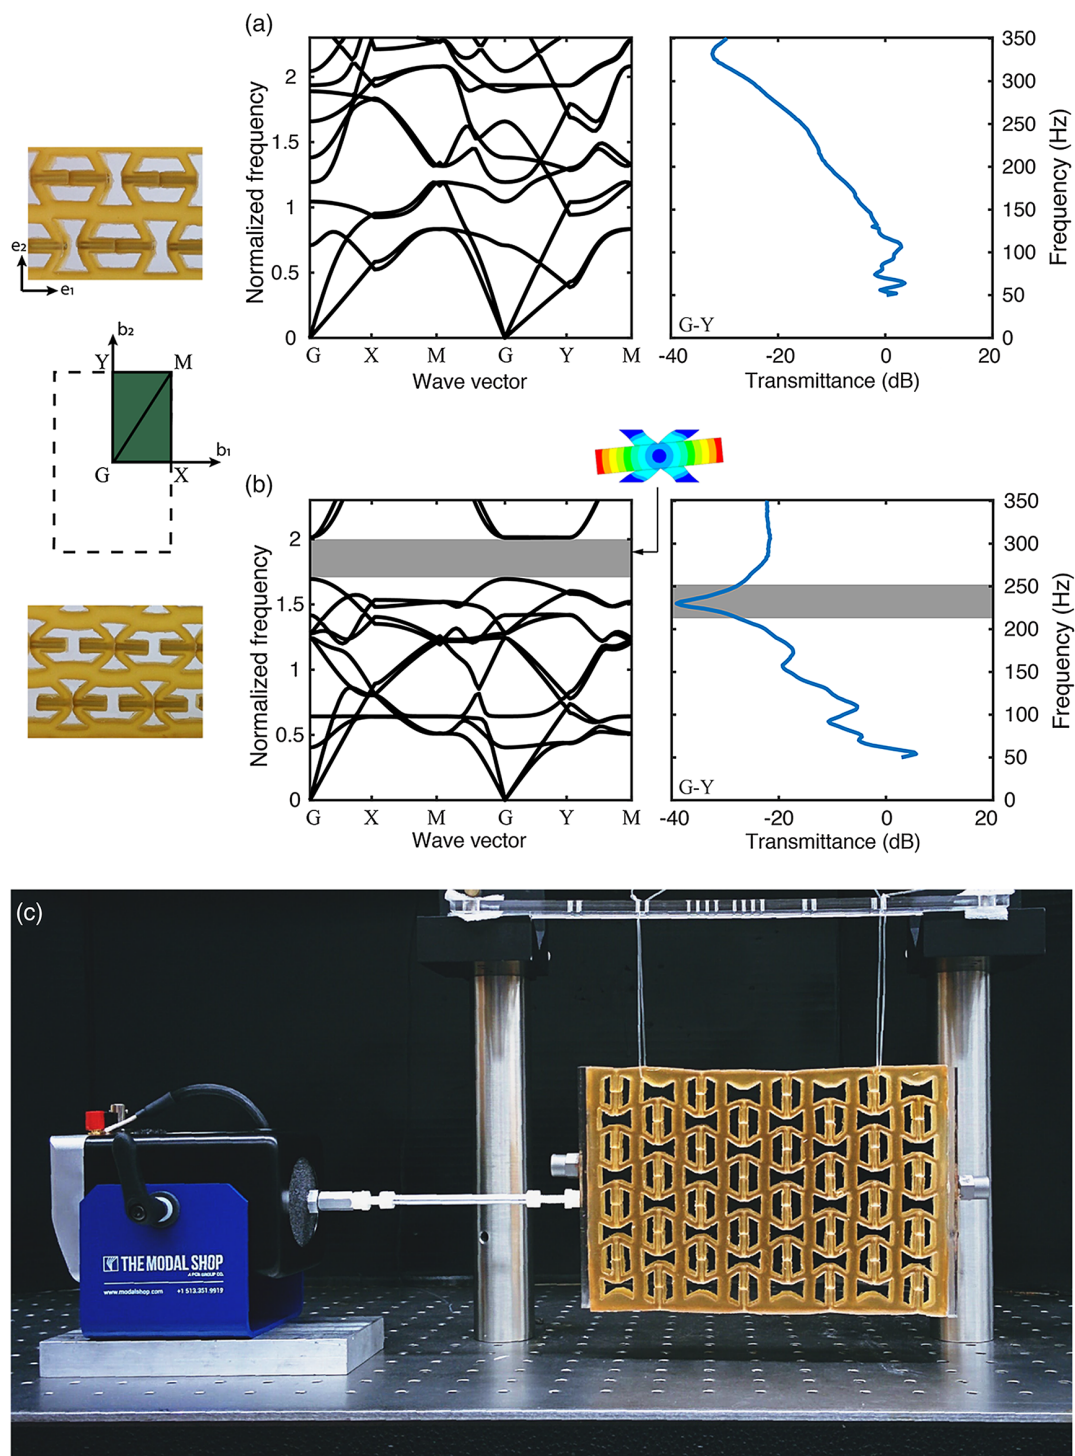 (a)
Normalized frequency
2
1.5
1
0.5
0
G X M G Y M
Wave vector
350
300
250
200
150
100
50
0
Frequency (Hz)
G-Y
-40 -20 0 20
Transmittance (dB)
e₂
e₁
b₂
Y M
b₁
G X
(b)
Normalized frequency
2
1.5
1
0.5
0
G X M G Y M
Wave vector
350
300
250
200
150
100
50
0
Frequency (Hz)
G-Y
-40 -20 0 20
Transmittance (dB)
(c)
THE MODAL SHOP
A PCB GROUP CO.
www.modalshop.com +1 513.351.9919